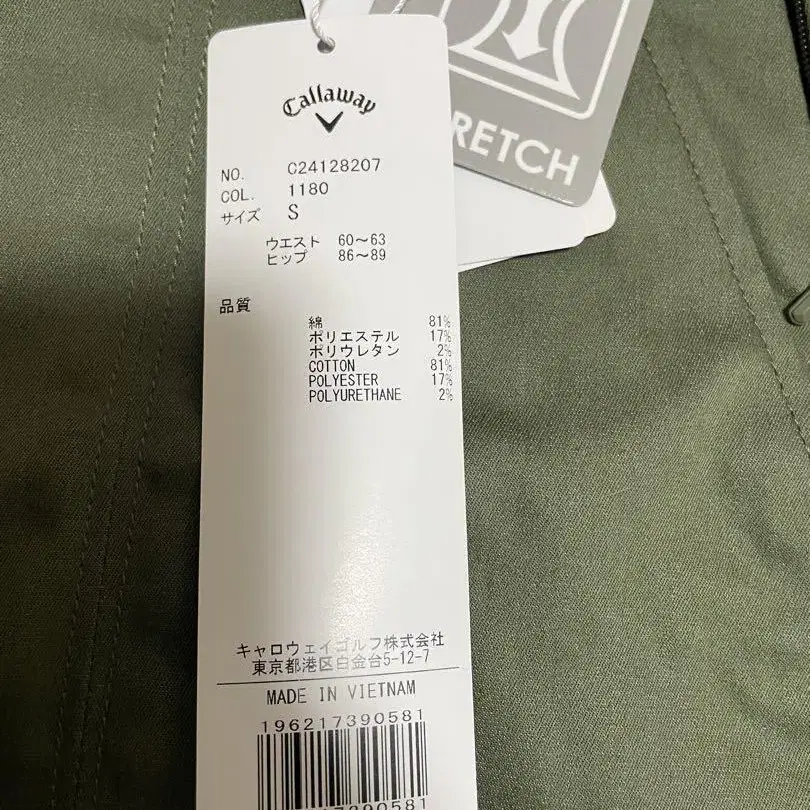 Callaway
RETCH
NO. C24128207
COL. 1180
サイズ S
ウエスト 60～63
ヒップ 86～89
品質
綿 81%
ポリエステル 17%
ポリウレタン 2%
COTTON 81%
POLYESTER 17%
POLYURETHANE 2%
キャロウェイゴルフ株式会社
東京都港区白金台5-12-7
MADE IN VIETNAM
196217390581